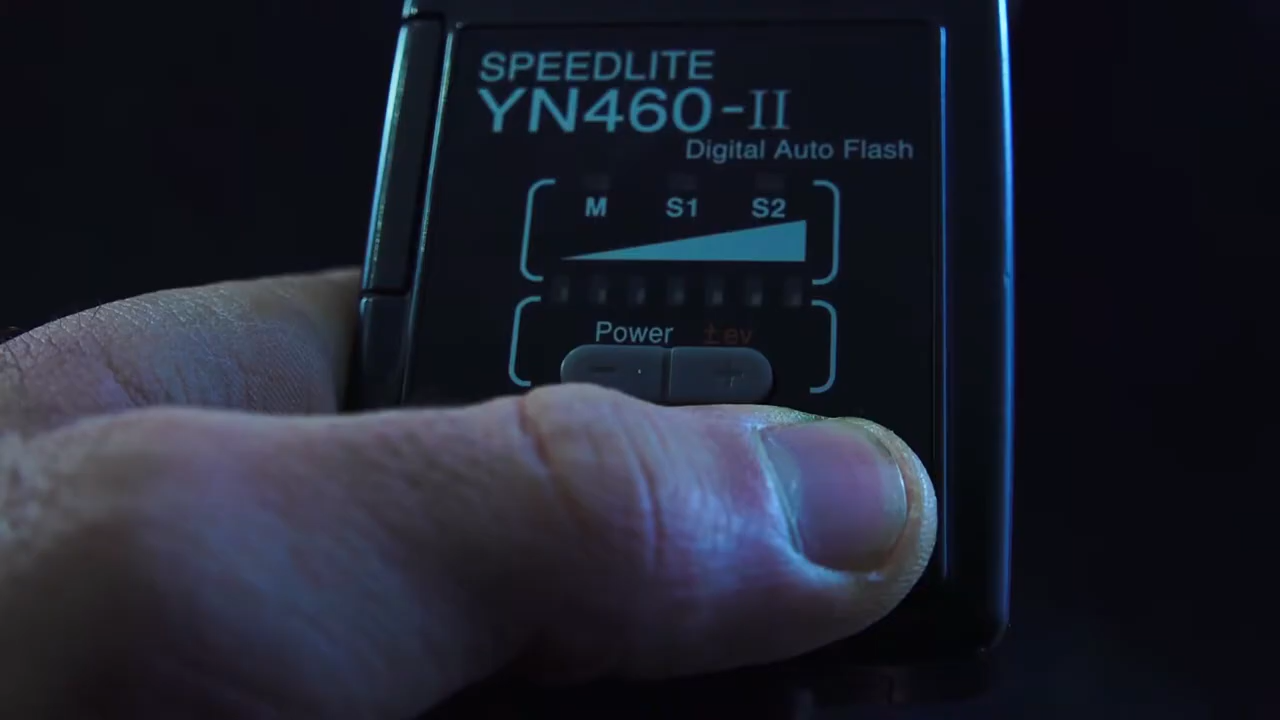 SPEEDLITE
YN460-II
Digital Auto Flash
M S1 S2
Power ±ev
- +